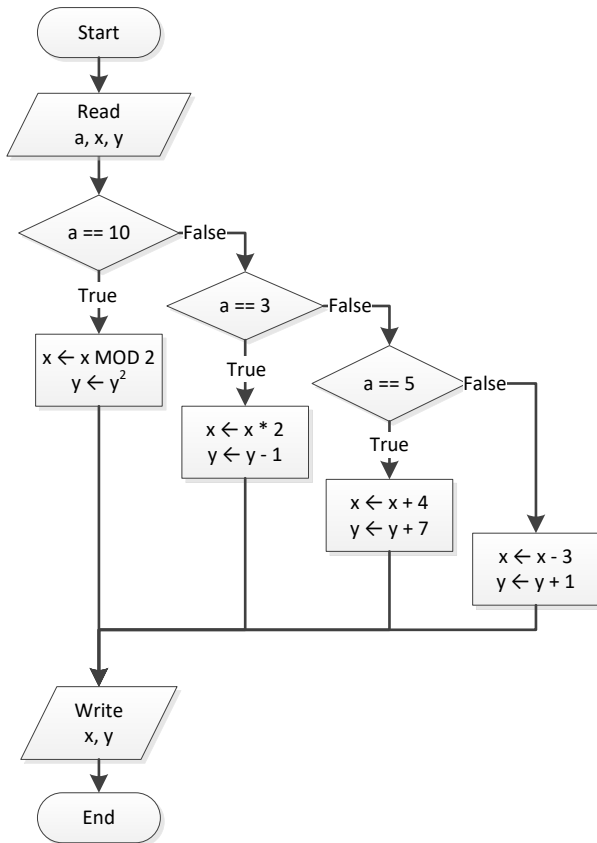 Start
Read
a, x, y
a == 10
False
True
a == 3
False
x ← x MOD 2
y ← y²
True
a == 5
False
x ← x * 2
y ← y - 1
True
x ← x + 4
y ← y + 7
x ← x - 3
y ← y + 1
Write
x, y
End